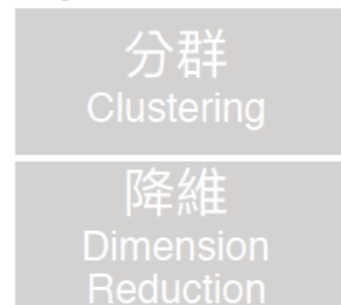 分群
Clustering
降維
Dimension
Reduction